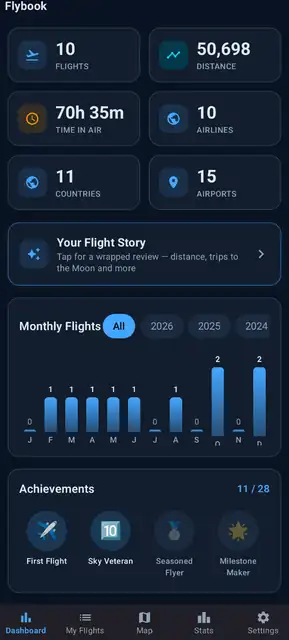 Flybook
10
FLIGHTS
50,698
DISTANCE
70h 35m
TIME IN AIR
10
AIRLINES
11
COUNTRIES
15
AIRPORTS
Your Flight Story
Tap for a wrapped review — distance, trips to
the Moon and more
Monthly Flights All 2026 2025 2024
0 1 1 1 1 1 0 1 0 2 0 2
J F M A M J J A S O N D
Achievements 11 / 28
10
First Flight
Sky Veteran
Seasoned
Flyer
Milestone
Maker
Dashboard My Flights Map Stats Settings